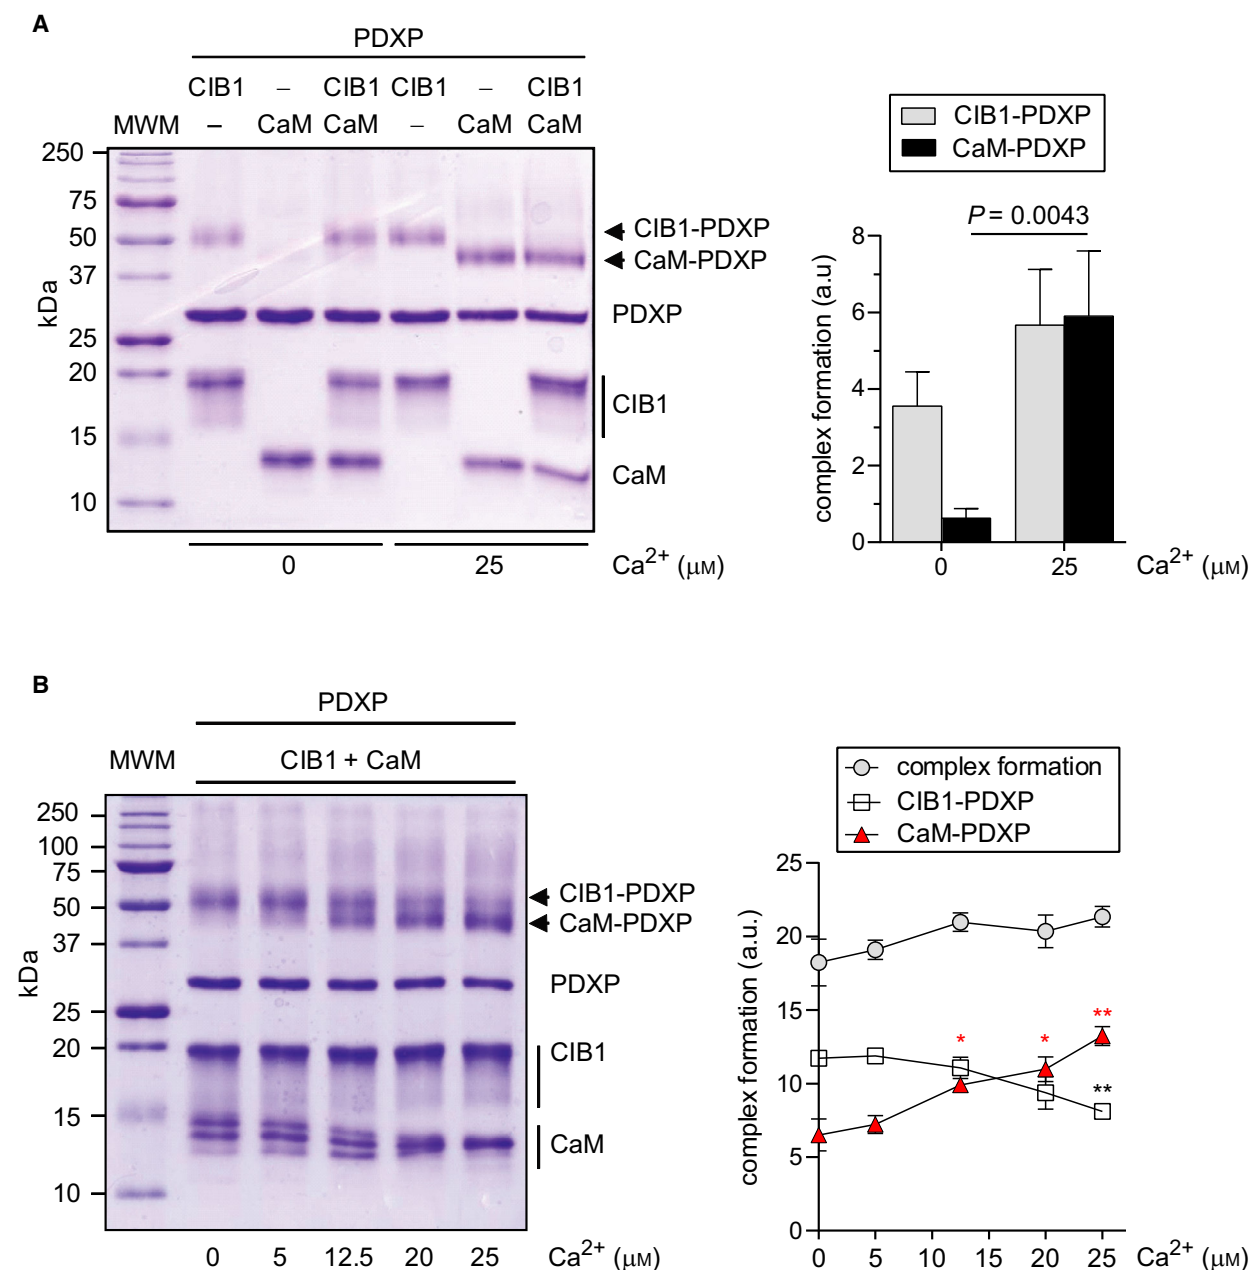 A
PDXP
CIB1 – CIB1 CIB1 – CIB1
MWM – CaM CaM – CaM CaM
250
75
50
37
25
20
15
10
kDa
CIB1-PDXP
CaM-PDXP
PDXP
CIB1
CaM
0 25 Ca2+ (μM)
CIB1-PDXP
CaM-PDXP
P = 0.0043
complex formation (a.u)
8
6
4
2
0
0 25 Ca2+ (μM)
B
PDXP
MWM CIB1 + CaM
250
100
75
50
37
25
20
15
10
kDa
CIB1-PDXP
CaM-PDXP
PDXP
CIB1
CaM
0 5 12.5 20 25 Ca2+ (μM)
complex formation
CIB1-PDXP
CaM-PDXP
complex formation (a.u.)
25
20
15
10
5
0
* * **
**
0 5 10 15 20 25 Ca2+ (μM)